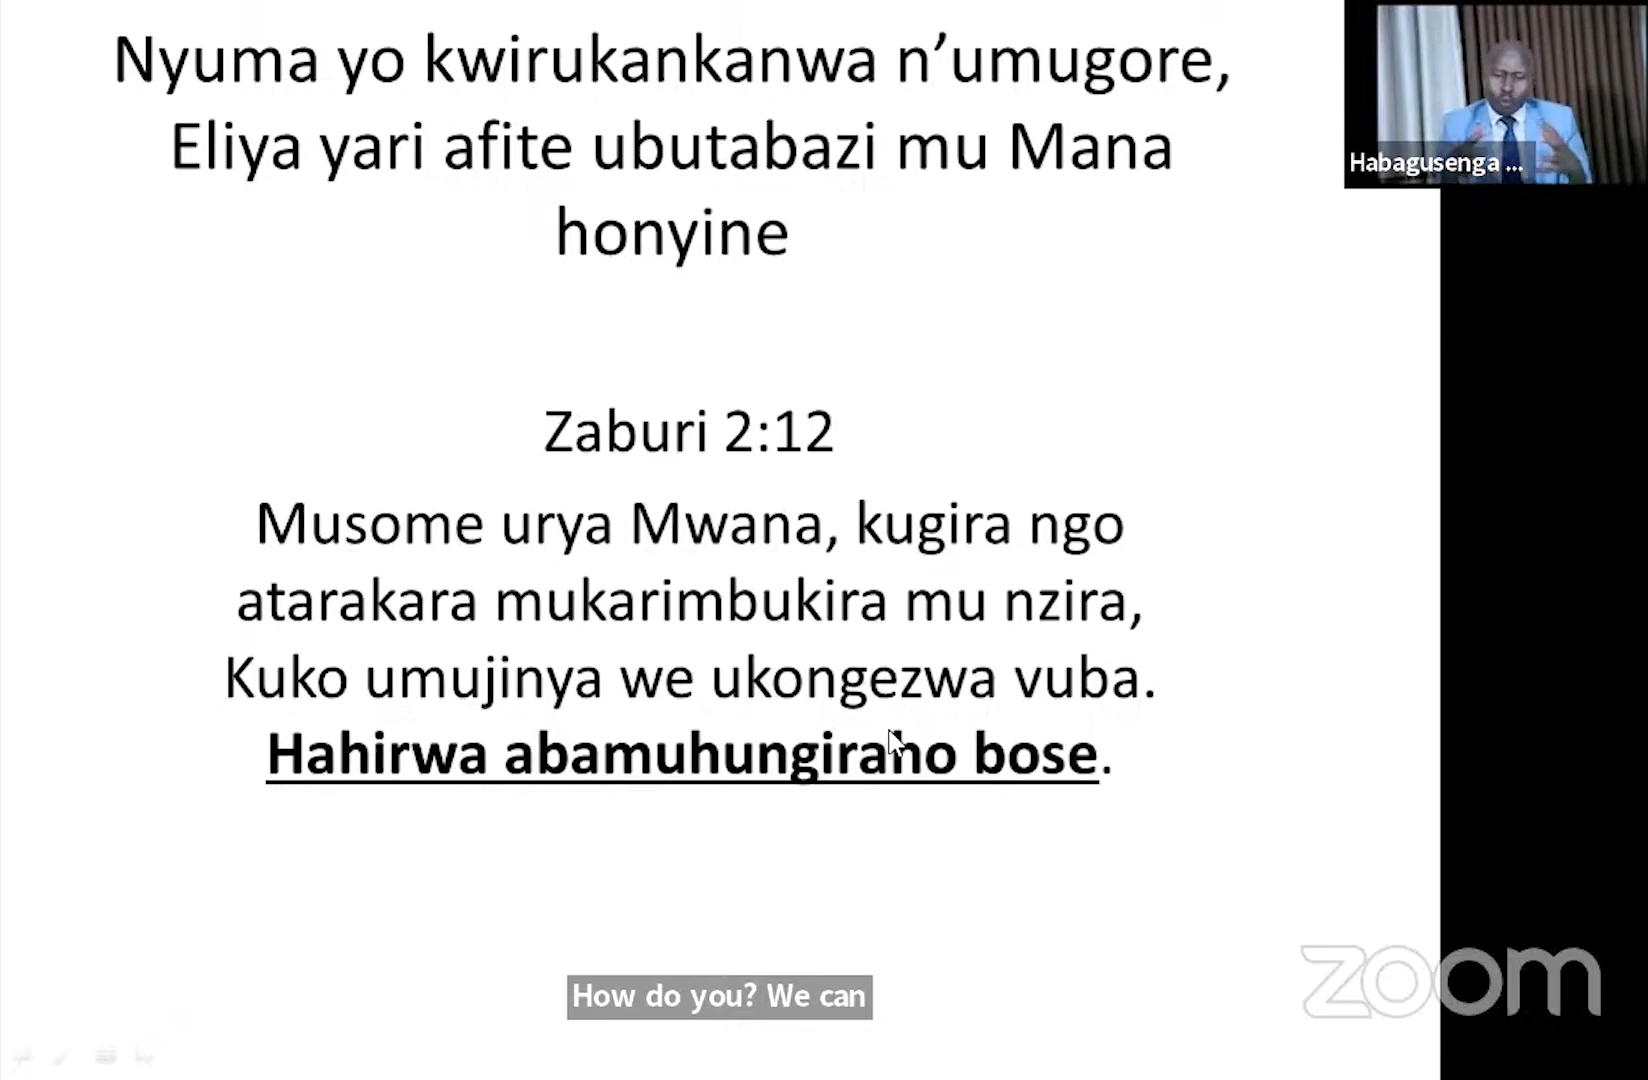 Nyuma yo kwirukankanwa n’umugore,
Eliya yari afite ubutabazi mu Mana
honyine
Habagusenga ...
Zaburi 2:12
Musome urya Mwana, kugira ngo
atarakara mukarimbukira mu nzira,
Kuko umujinya we ukongezwa vuba.
Hahirwa abamuhungiraho bose.
How do you? We can
zoom